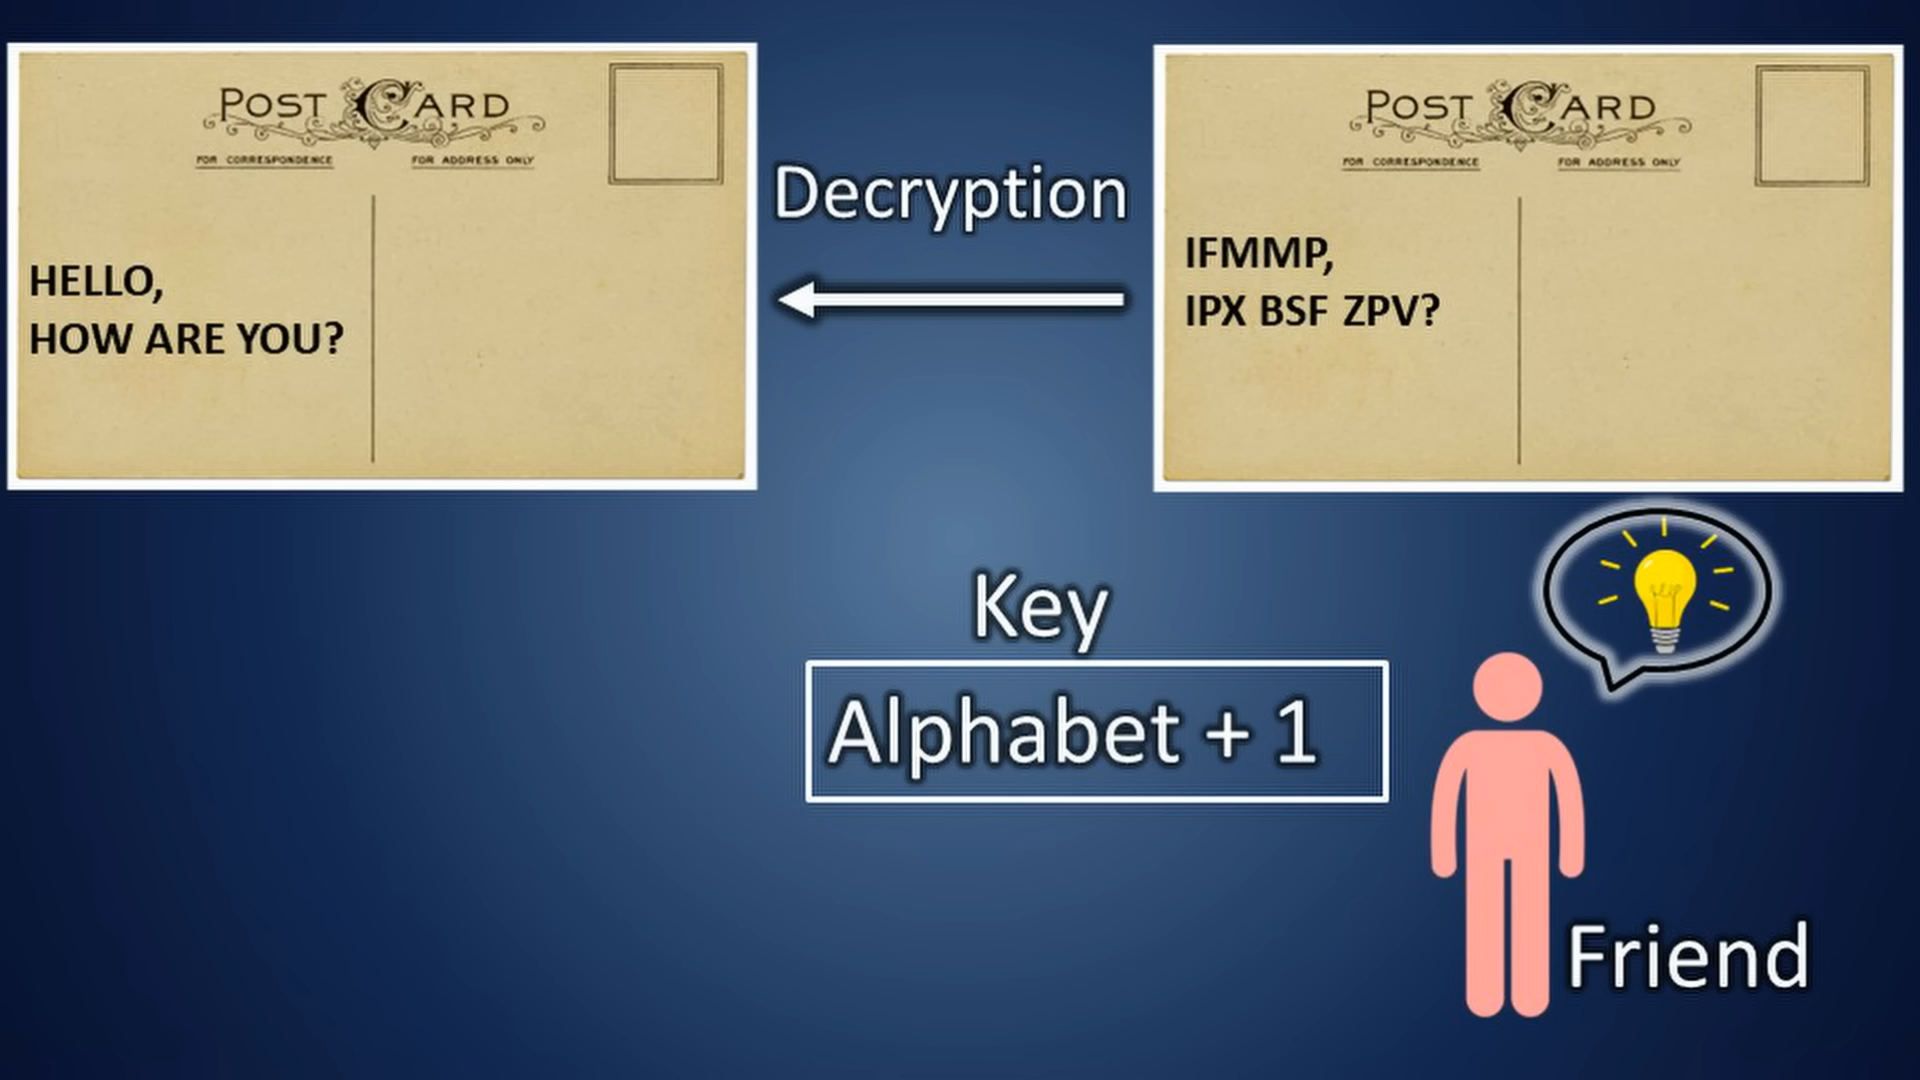 POST CARD
FOR CORRESPONDENCE FOR ADDRESS ONLY
HELLO,
HOW ARE YOU?
Decryption
POST CARD
FOR CORRESPONDENCE FOR ADDRESS ONLY
IFMMP,
IPX BSF ZPV?
Key
Alphabet + 1
Friend